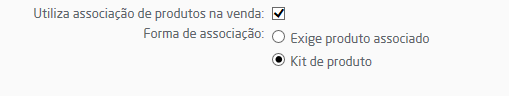 Utiliza associação de produtos na venda:
Forma de associação: Exige produto associado
Kit de produto